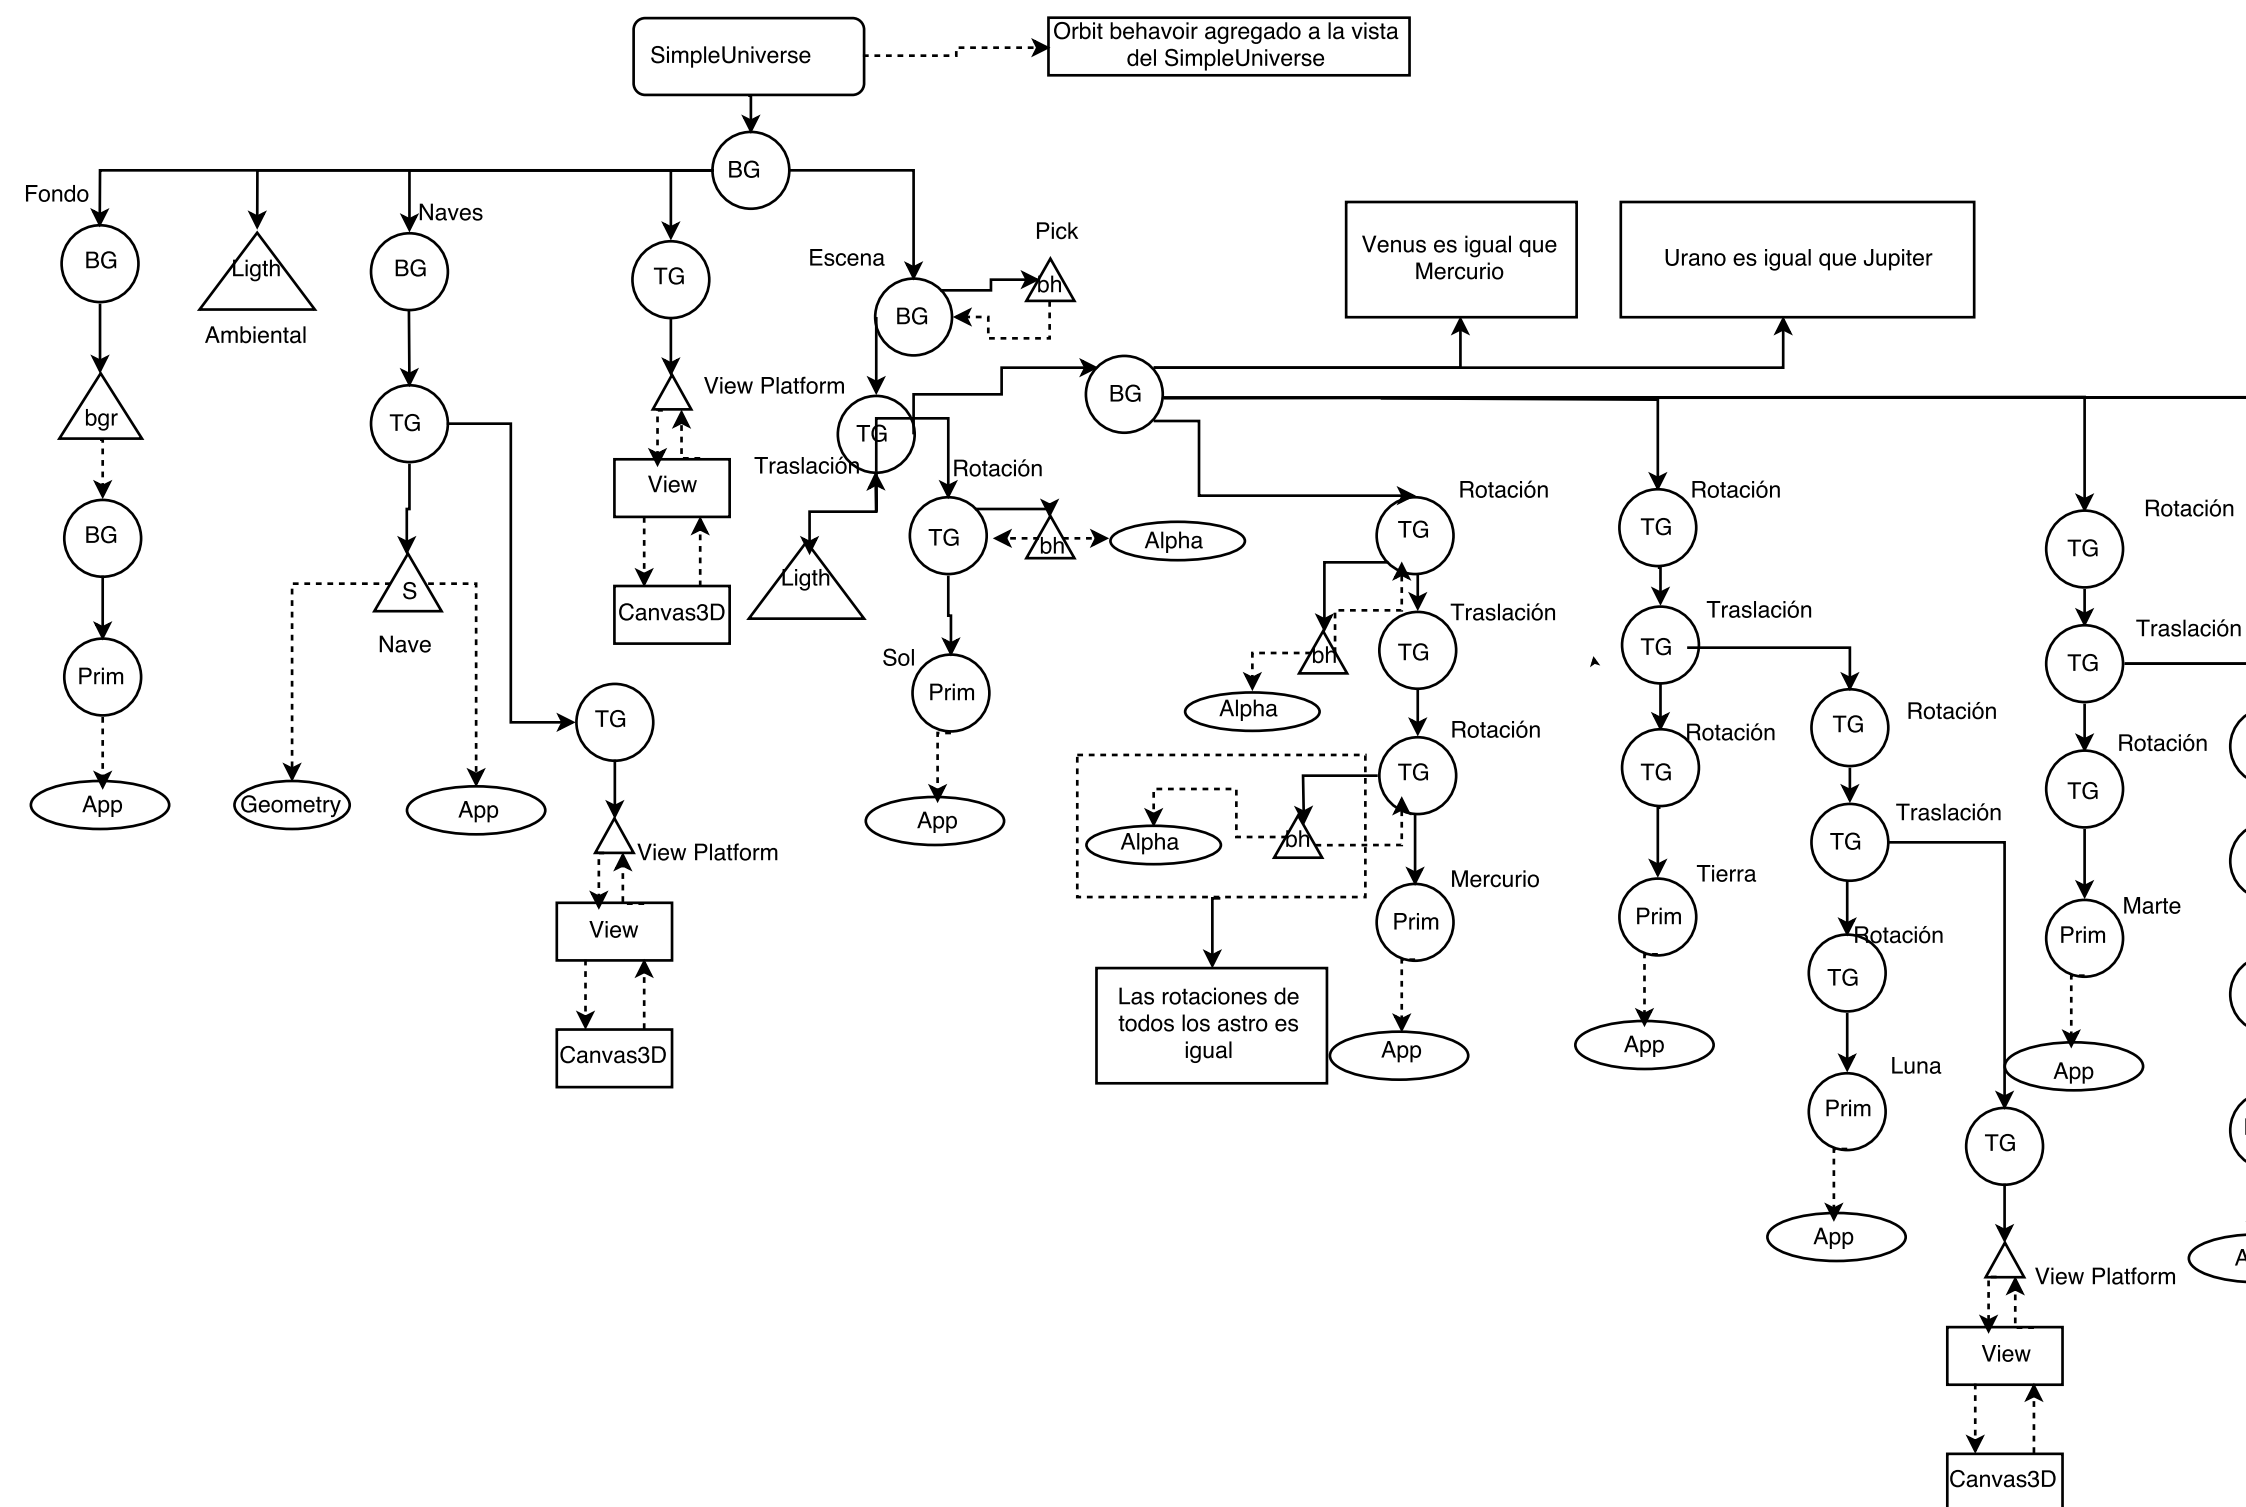 SimpleUniverse
Orbit behavoir agregado a la vista
del SimpleUniverse
BG
Fondo
Naves
BG
Ligth
Ambiental
BG
TG
Escena
Pick
bh
BG
Venus es igual que
Mercurio
Urano es igual que Jupiter
bgr
TG
View Platform
View
Canvas3D
TG
Traslación
Ligth
BG
Rotación
TG
bh
Alpha
BG
Prim
App
S
Nave
Geometry
App
TG
View Platform
View
Canvas3D
Sol
Prim
App
Rotación
TG
bh
Alpha
Traslación
TG
Rotación
TG
Alpha
bh
Mercurio
Prim
App
Las rotaciones de
todos los astro es
igual
Rotación
TG
Traslación
TG
Rotación
TG
Tierra
Prim
App
Rotación
TG
Traslación
TG
Rotación
TG
Luna
Prim
App
TG
View Platform
View
Canvas3D
Rotación
TG
Traslación
TG
Rotación
TG
Marte
Prim
App